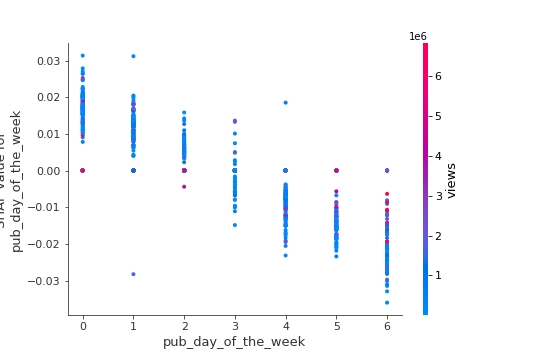 1e6
0.03
0.02
0.01
0.00
−0.01
−0.02
−0.03
SHAP value for
pub_day_of_the_week
0 1 2 3 4 5 6
pub_day_of_the_week
6
5
4
3
2
1
views